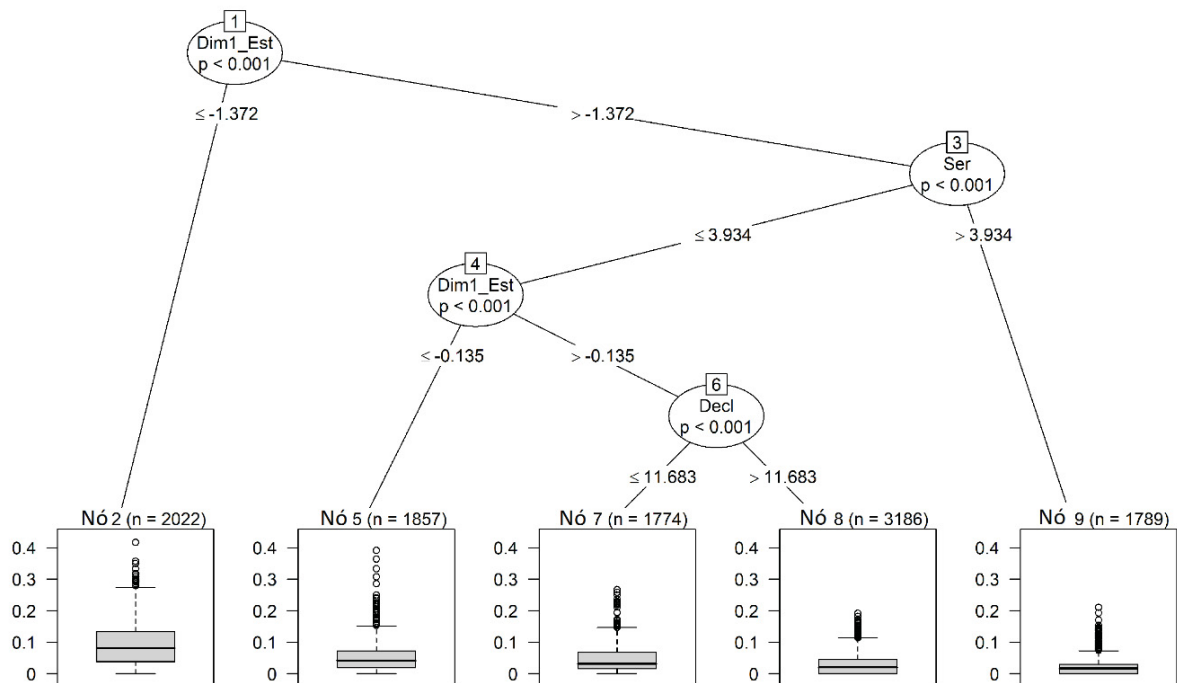 1
Dim1_Est
p < 0.001
≤ -1.372
> -1.372
3
Ser
p < 0.001
≤ 3.934
> 3.934
4
Dim1_Est
p < 0.001
≤ -0.135
> -0.135
6
Decl
p < 0.001
≤ 11.683
> 11.683
Nó 2 (n = 2022)
0.4
0.3
0.2
0.1
0
Nó 5 (n = 1857)
0.4
0.3
0.2
0.1
0
Nó 7 (n = 1774)
0.4
0.3
0.2
0.1
0
Nó 8 (n = 3186)
0.4
0.3
0.2
0.1
0
Nó 9 (n = 1789)
0.4
0.3
0.2
0.1
0